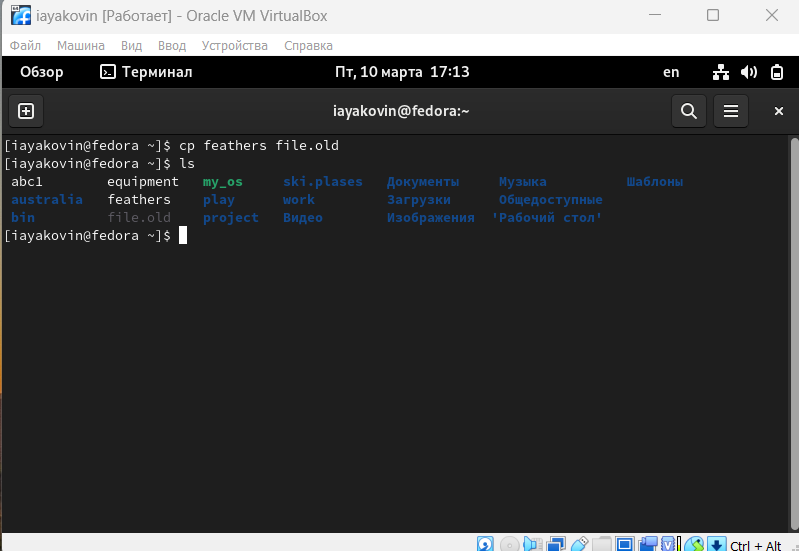 iayakovin [Работает] - Oracle VM VirtualBox
Файл Машина Вид Ввод Устройства Справка
Обзор Терминал Пт, 10 марта 17:13 en
iayakovin@fedora:~
[iayakovin@fedora ~]$ cp feathers file.old
[iayakovin@fedora ~]$ ls
abc1 equipment my_os ski.plases Документы Музыка Шаблоны
australia feathers play work Загрузки Общедоступные
bin file.old project Видео Изображения 'Рабочий стол'
[iayakovin@fedora ~]$
Ctrl + Alt